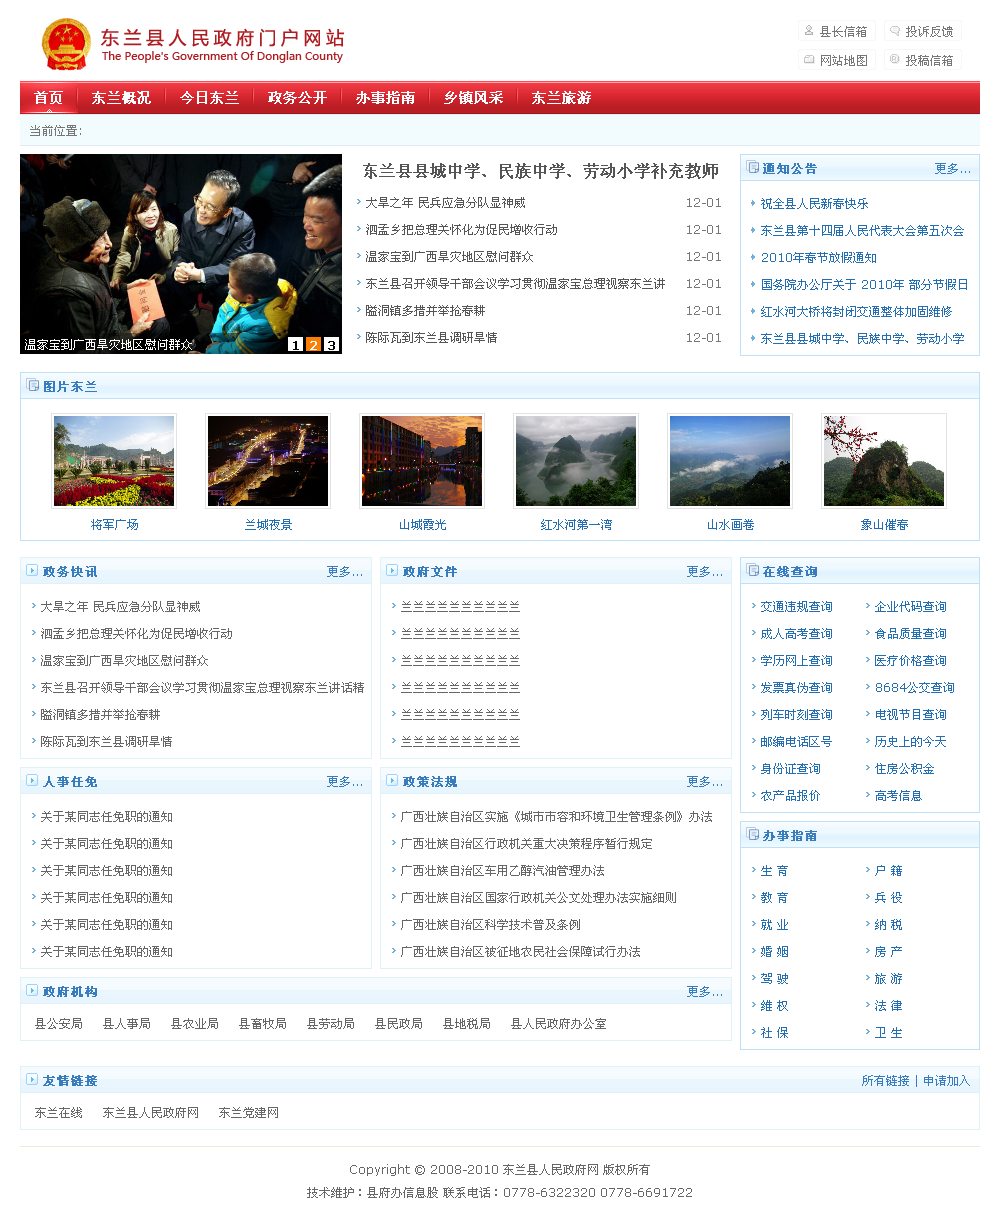 东兰县人民政府门户网站
The People's Government Of Donglan County
县长信箱 投诉反馈
网站地图 投稿信箱
首页 东兰概况 今日东兰 政务公开 办事指南 乡镇风采 东兰旅游
当前位置:
温家宝到广西旱灾地区慰问群众 1 2 3
东兰县县城中学、民族中学、劳动小学补充教师
大旱之年 民兵应急分队显神威 12-01
泗孟乡把总理关怀化为促民增收行动 12-01
温家宝到广西旱灾地区慰问群众 12-01
东兰县召开领导干部会议学习贯彻温家宝总理视察东兰讲 12-01
隘洞镇多措并举抢春耕 12-01
陈际瓦到东兰县调研旱情 12-01
通知公告 更多...
祝全县人民新春快乐
东兰县第十四届人民代表大会第五次会
2010年春节放假通知
国务院办公厅关于 2010年 部分节假日
红水河大桥将封闭交通整体加固维修
东兰县县城中学、民族中学、劳动小学
图片东兰
将军广场 兰城夜景 山城霞光 红水河第一湾 山水画卷 象山催春
政务快讯 更多...
大旱之年 民兵应急分队显神威
泗孟乡把总理关怀化为促民增收行动
温家宝到广西旱灾地区慰问群众
东兰县召开领导干部会议学习贯彻温家宝总理视察东兰讲话精
隘洞镇多措并举抢春耕
陈际瓦到东兰县调研旱情
政府文件 更多...
兰兰兰兰兰兰兰兰兰兰
兰兰兰兰兰兰兰兰兰兰
兰兰兰兰兰兰兰兰兰兰
兰兰兰兰兰兰兰兰兰兰
兰兰兰兰兰兰兰兰兰兰
兰兰兰兰兰兰兰兰兰兰
在线查询
交通违规查询 企业代码查询
成人高考查询 食品质量查询
学历网上查询 医疗价格查询
发票真伪查询 8684公交查询
列车时刻查询 电视节目查询
邮编电话区号 历史上的今天
身份证查询 住房公积金
农产品报价 高考信息
人事任免 更多...
关于某同志任免职的通知
关于某同志任免职的通知
关于某同志任免职的通知
关于某同志任免职的通知
关于某同志任免职的通知
关于某同志任免职的通知
政策法规 更多...
广西壮族自治区实施《城市市容和环境卫生管理条例》办法
广西壮族自治区行政机关重大决策程序暂行规定
广西壮族自治区车用乙醇汽油管理办法
广西壮族自治区国家行政机关公文处理办法实施细则
广西壮族自治区科学技术普及条例
广西壮族自治区被征地农民社会保障试行办法
办事指南
生 育 户 籍
教 育 兵 役
就 业 纳 税
婚 姻 房 产
驾 驶 旅 游
维 权 法 律
社 保 卫 生
政府机构 更多...
县公安局 县人事局 县农业局 县畜牧局 县劳动局 县民政局 县地税局 县人民政府办公室
友情链接 所有链接 | 申请加入
东兰在线 东兰县人民政府网 东兰党建网
Copyright © 2008-2010 东兰县人民政府网 版权所有
技术维护：县府办信息股 联系电话：0778-6322320 0778-6691722